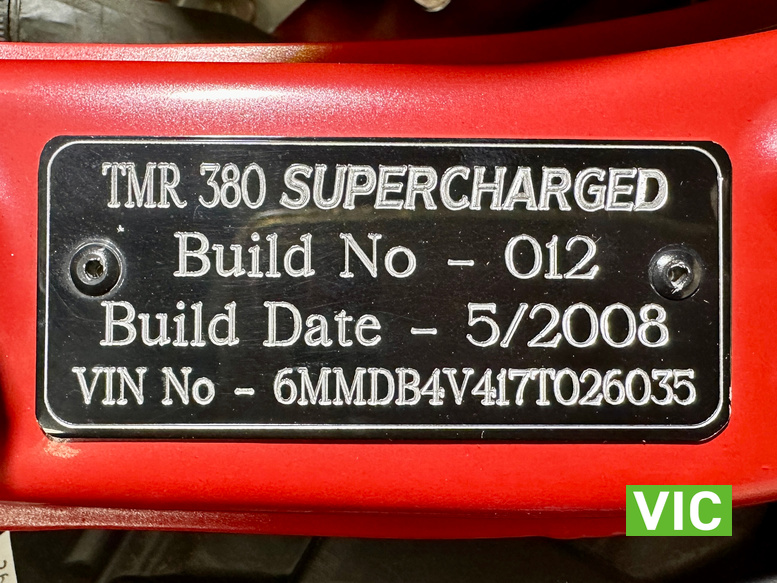 TMR 380 SUPERCHARGED
Build No - 012
Build Date - 5/2008
VIN No - 6MMDB4V417T026035
VIC